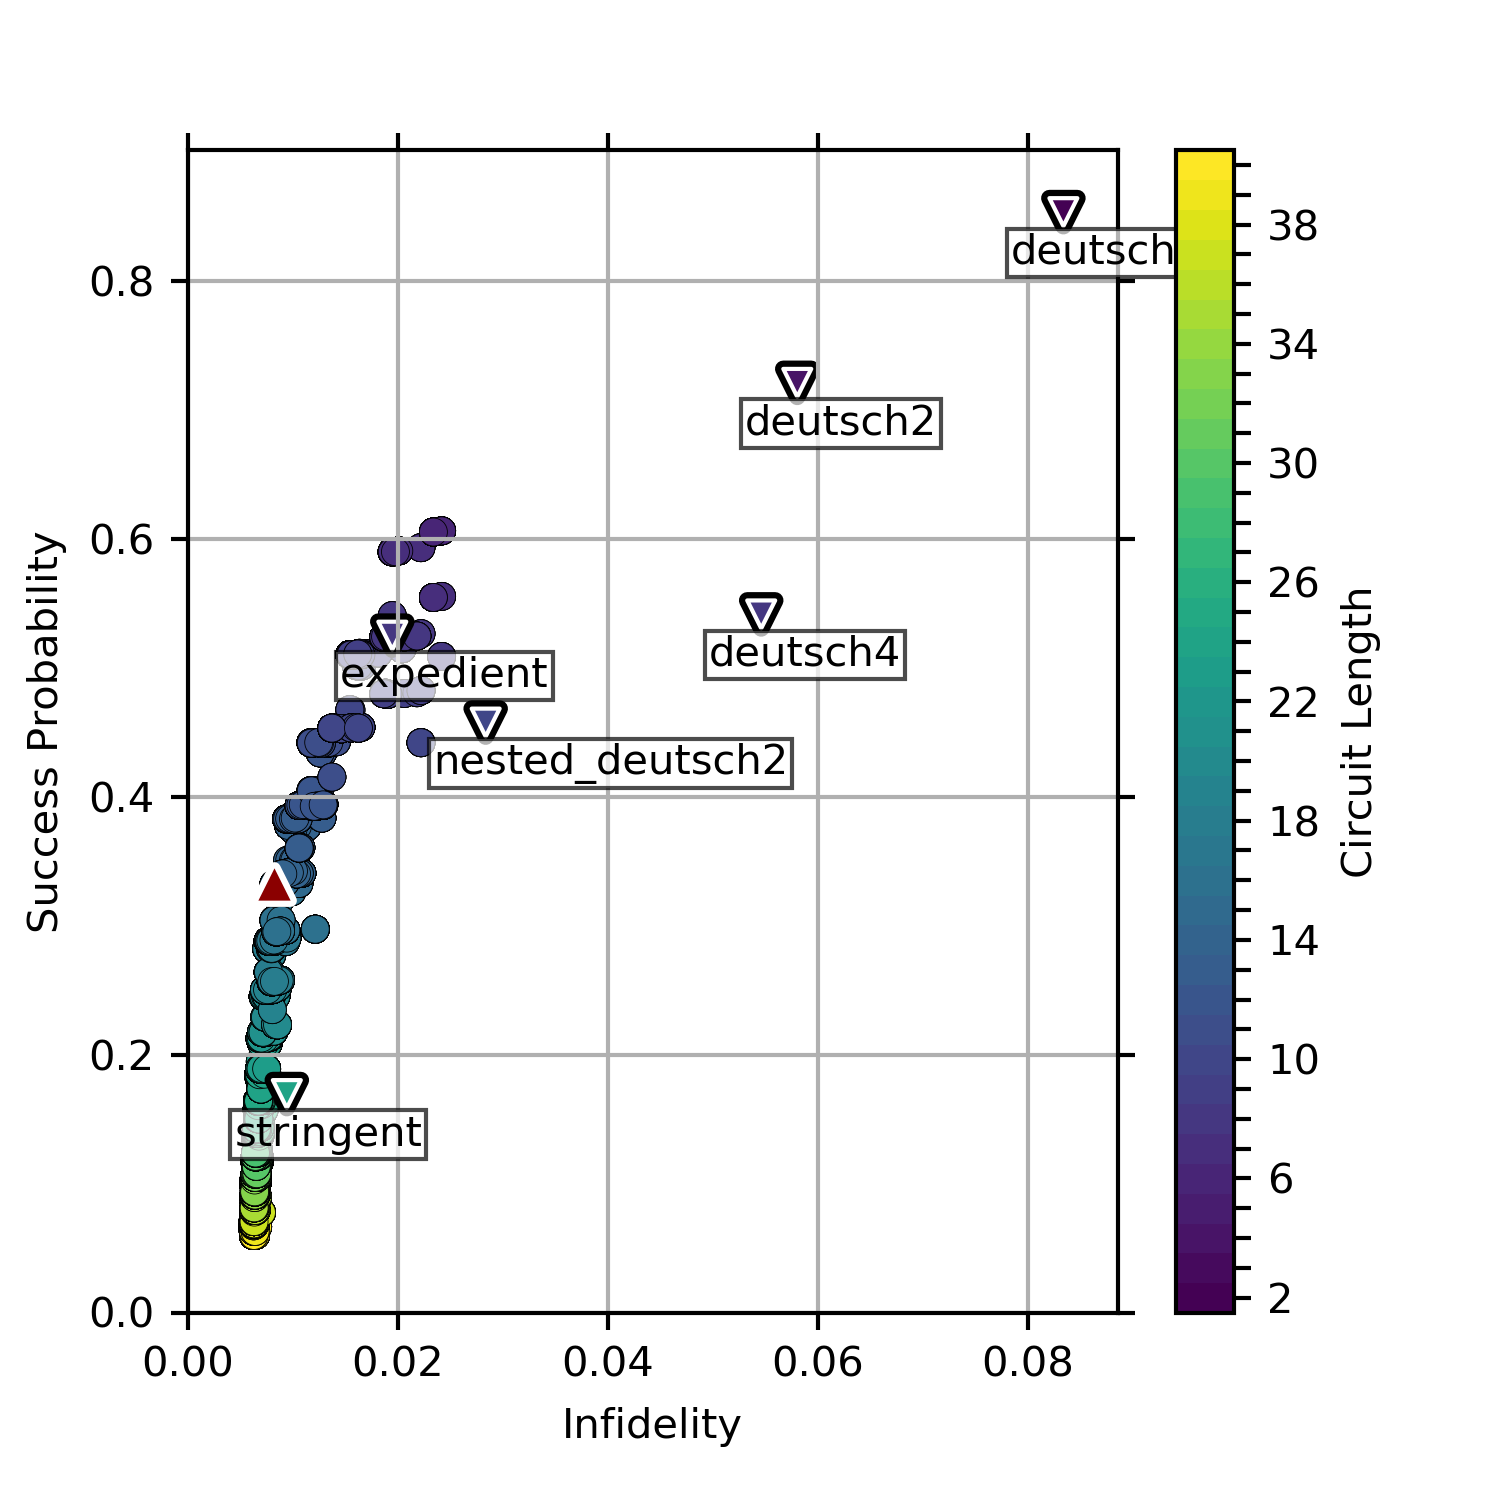 deutsch
deutsch2
expedient
deutsch4
nested_deutsch2
stringent
0.8
0.6
0.4
0.2
0.0
0.00
0.02
0.04
0.06
0.08
Infidelity
Success Probability
38
34
30
26
22
18
14
10
6
2
Circuit Length